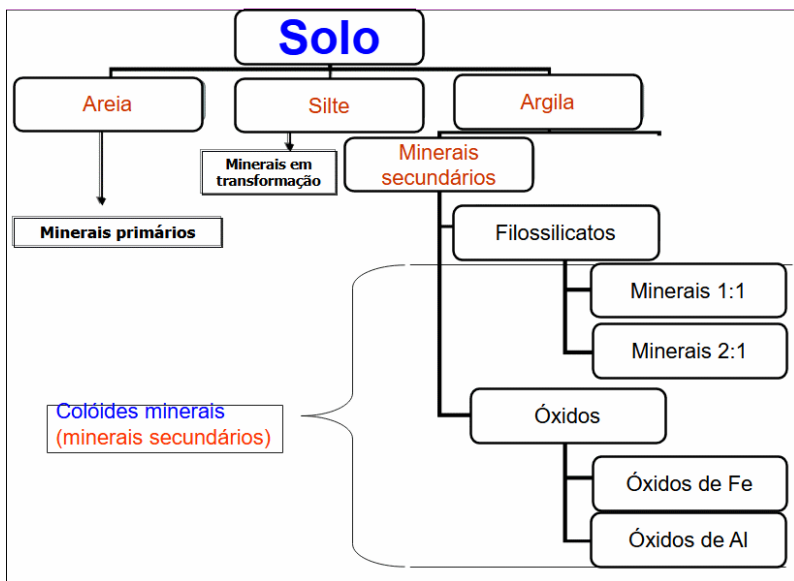 Solo
Areia
Silte
Argila
Minerais em
transformação
Minerais
secundários
Minerais primários
Filossilicatos
Minerais 1:1
Minerais 2:1
Colóides minerais
(minerais secundários)
Óxidos
Óxidos de Fe
Óxidos de Al